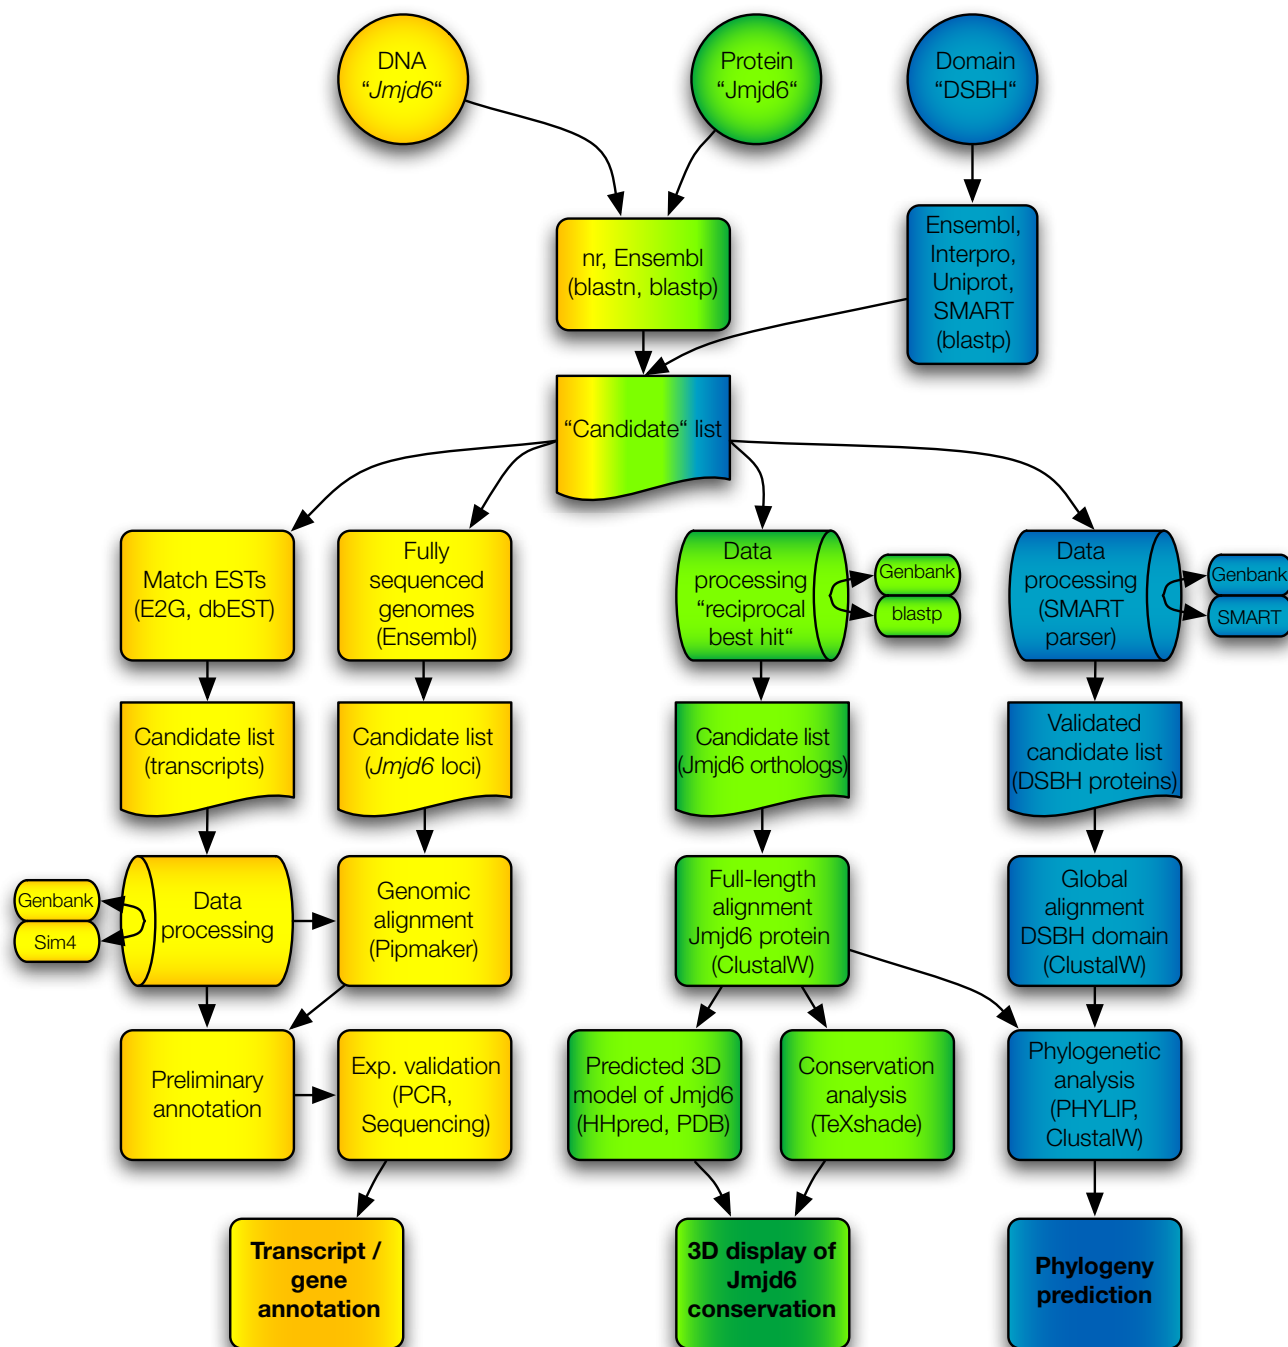 DNA
“Jmjd6“
Protein
“Jmjd6“
Domain
“DSBH“
nr, Ensembl
(blastn, blastp)
Ensembl,
Interpro,
Uniprot,
SMART
(blastp)
“Candidate“ list
Match ESTs
(E2G, dbEST)
Fully
sequenced
genomes
(Ensembl)
Data
processing
“reciprocal
best hit“
Genbank
blastp
Data
processing
(SMART
parser)
Genbank
SMART
Candidate list
(transcripts)
Candidate list
(Jmjd6 loci)
Candidate list
(Jmjd6 orthologs)
Validated
candidate list
(DSBH proteins)
Genbank
Sim4
Data
processing
Genomic
alignment
(Pipmaker)
Full-length
alignment
Jmjd6 protein
(ClustalW)
Global
alignment
DSBH domain
(ClustalW)
Preliminary
annotation
Exp. validation
(PCR,
Sequencing)
Predicted 3D
model of Jmjd6
(HHpred, PDB)
Conservation
analysis
(TeXshade)
Phylogenetic
analysis
(PHYLIP,
ClustalW)
Transcript /
gene
annotation
3D display of
Jmjd6
conservation
Phylogeny
prediction